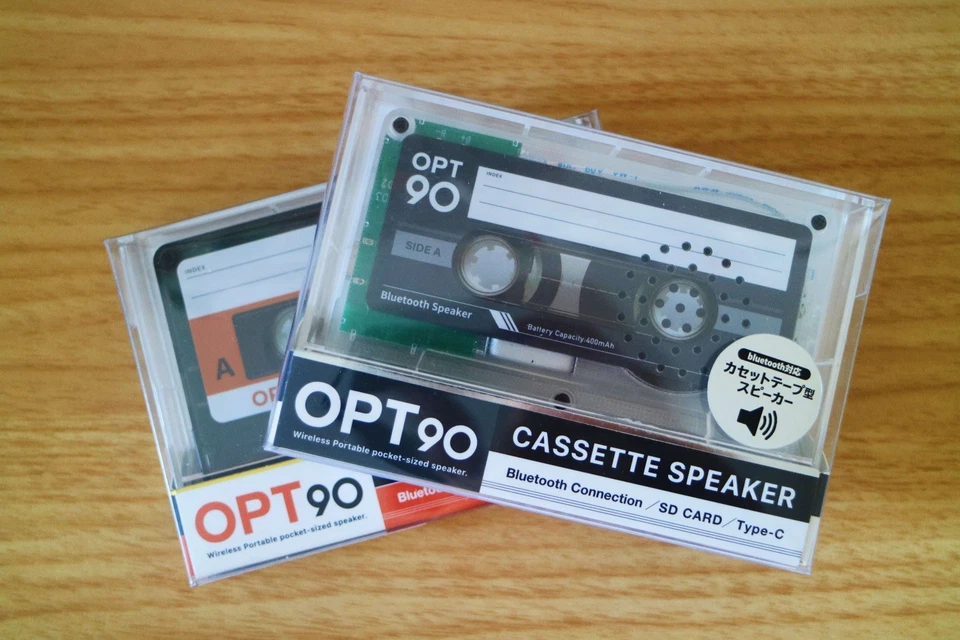 OPT
90
INDEX
SIDE A
Bluetooth Speaker
Battery Capacity:400mAh
bluetooth対応
カセットテープ型
スピーカー
OPT90
Wireless Portable pocket-sized speaker.
CASSETTE SPEAKER
Bluetooth Connection ／SD CARD／Type-C
INDEX
A
OP
OPT90
Wireless Portable pocket-sized speaker.
Bluetoo